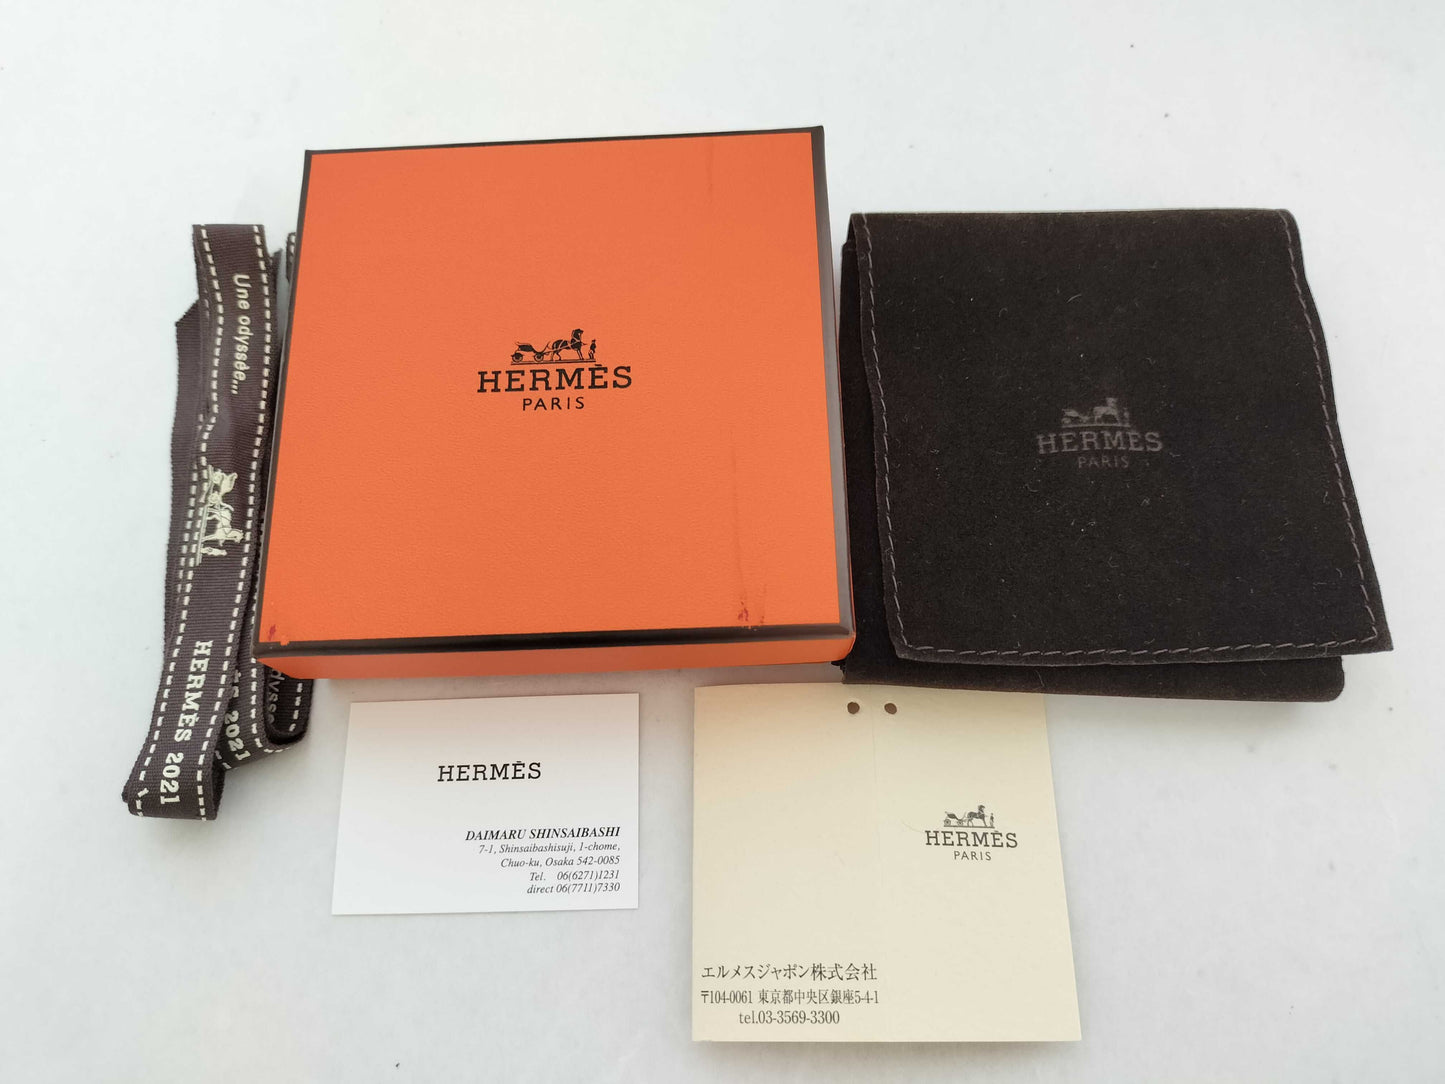 Une odyssée...
HERMÈS 2021
2021
HERMÈS
PARIS
HERMÈS
PARIS
HERMÈS
DAIMARU SHINSAIBASHI
7-1, Shinsaibashisuji, 1-chome,
Chuo-ku, Osaka 542-0085
Tel. 06(6271)1231
direct 06(7711)7330
HERMÈS
PARIS
エルメスジャポン株式会社
〒104-0061 東京都中央区銀座5-4-1
tel.03-3569-3300